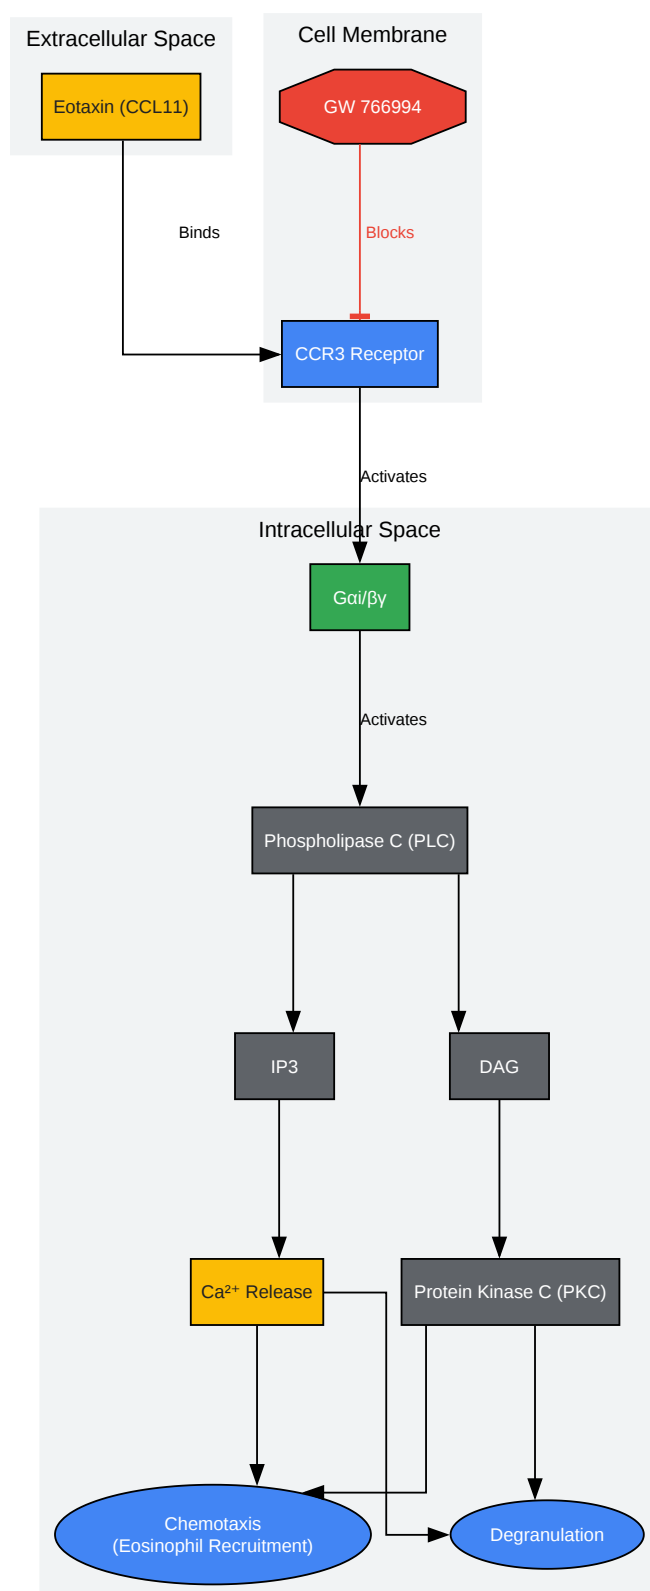 Extracellular Space
Cell Membrane
Eotaxin (CCL11)
GW 766994
Binds
Blocks
CCR3 Receptor
Activates
Intracellular Space
Gαi/βγ
Activates
Phospholipase C (PLC)
IP3
DAG
Ca²⁺ Release
Protein Kinase C (PKC)
Chemotaxis
(Eosinophil Recruitment)
Degranulation